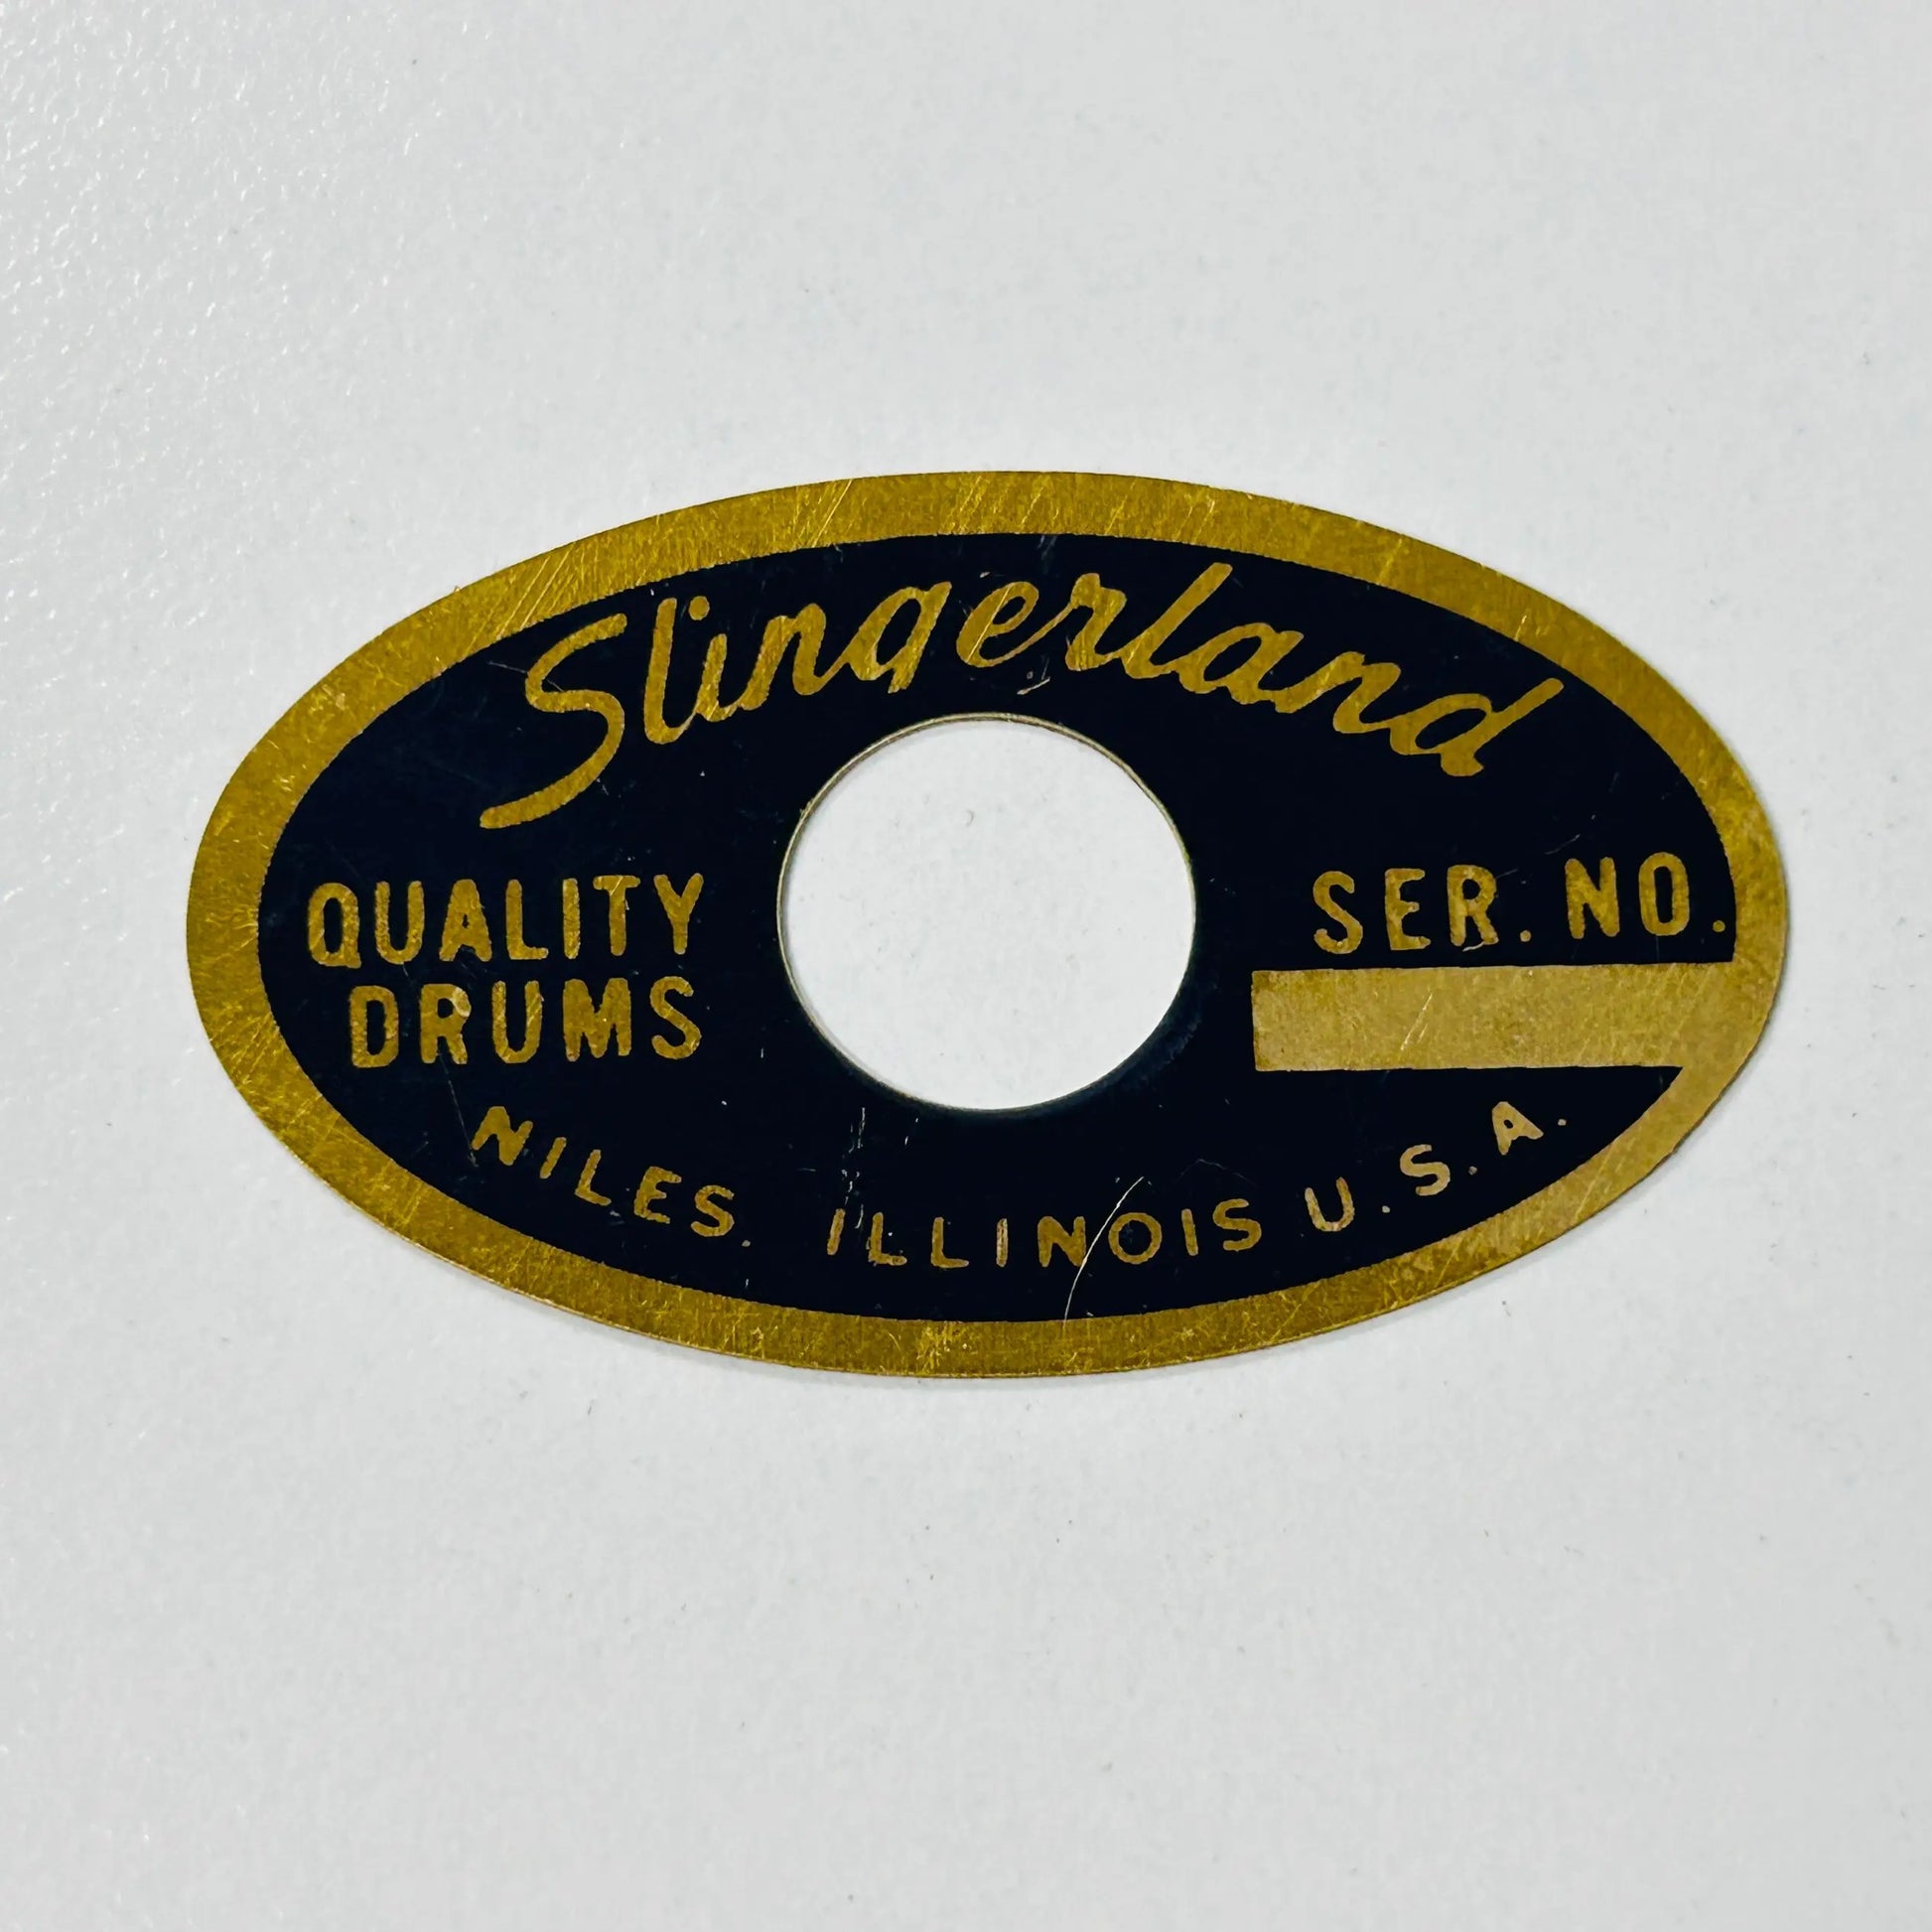 Slingerland
QUALITY
DRUMS
SER. NO.
NILES. ILLINOIS U.S.A.